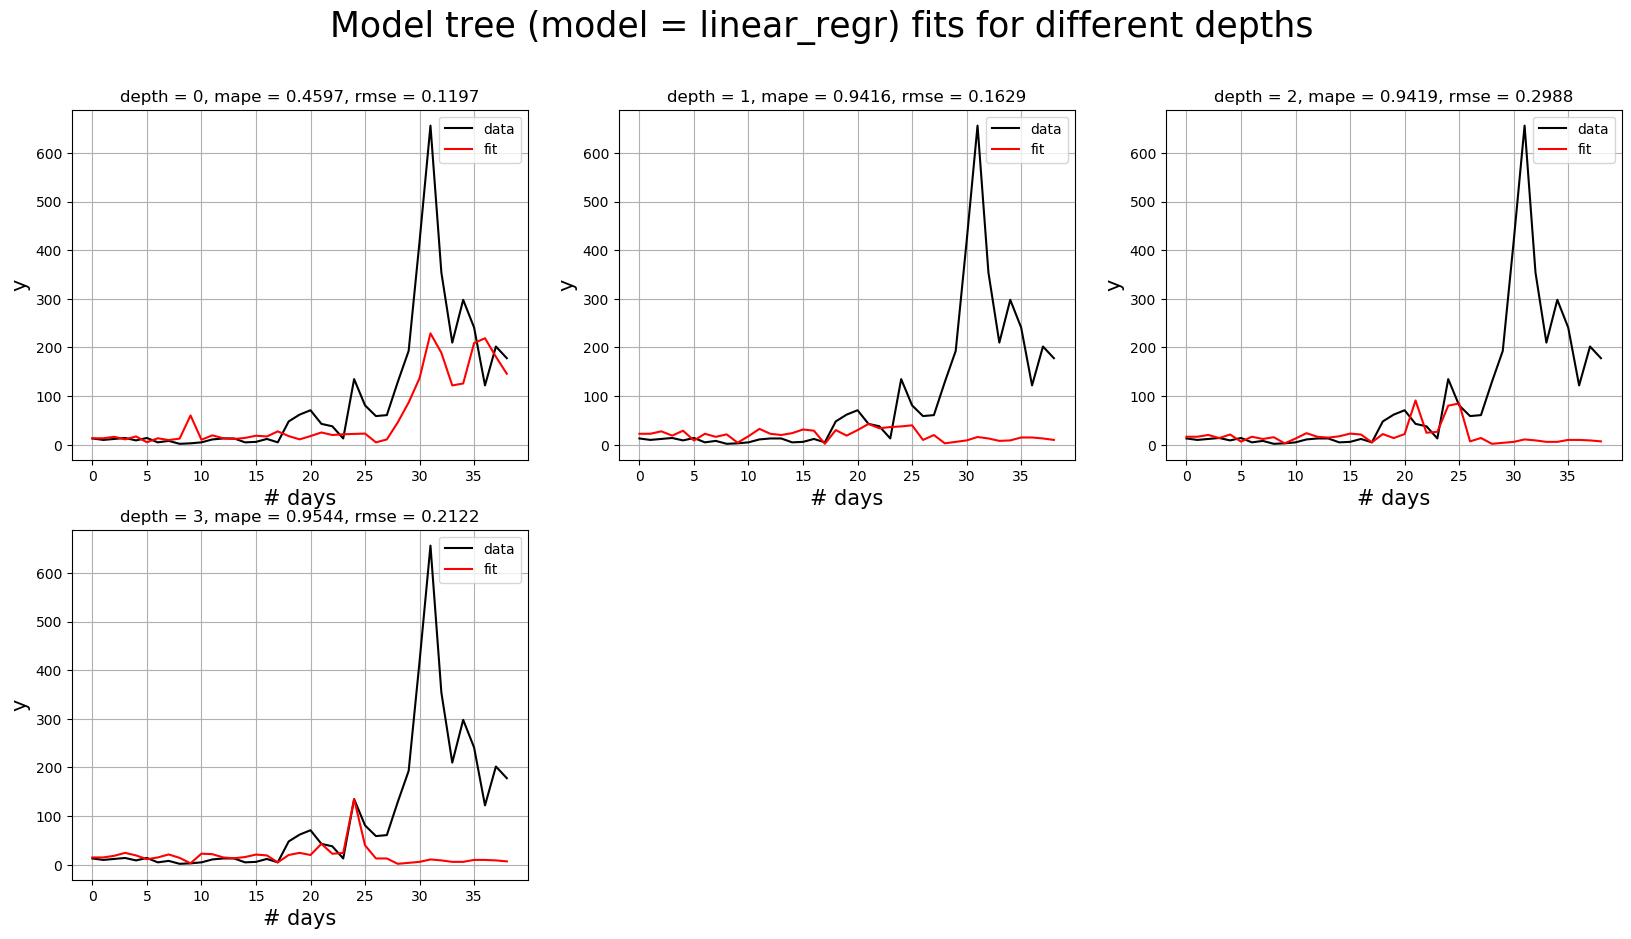 Model tree (model = linear_regr) fits for different depths
depth = 0, mape = 0.4597, rmse = 0.1197
data
fit
600
500
400
300
200
100
0
y
0 5 10 15 20 25 30 35
# days
depth = 1, mape = 0.9416, rmse = 0.1629
data
fit
600
500
400
300
200
100
0
y
0 5 10 15 20 25 30 35
# days
depth = 2, mape = 0.9419, rmse = 0.2988
data
fit
600
500
400
300
200
100
0
y
0 5 10 15 20 25 30 35
# days
depth = 3, mape = 0.9544, rmse = 0.2122
data
fit
600
500
400
300
200
100
0
y
0 5 10 15 20 25 30 35
# days